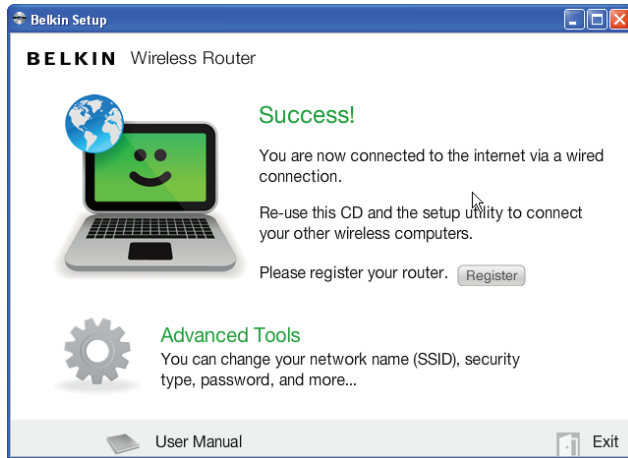 Belkin Setup
BELKIN Wireless Router
Success!
You are now connected to the internet via a wired
connection.
Re-use this CD and the setup utility to connect
your other wireless computers.
Please register your router. Register
Advanced Tools
You can change your network name (SSID), security
type, password, and more...
User Manual
Exit